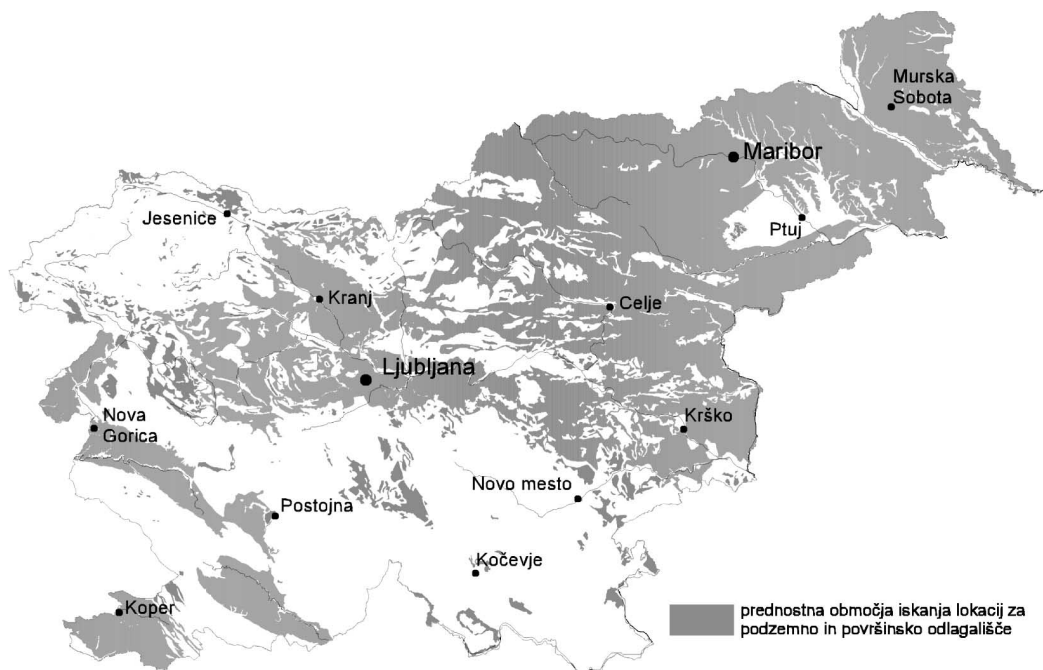 Murska
Sobota
Maribor
Jesenice
Ptuj
Kranj
Celje
Ljubljana
Nova
Gorica
Krško
Novo mesto
Postojna
Kočevje
Koper
prednostna območja iskanja lokacij za
podzemno in površinsko odlagališče